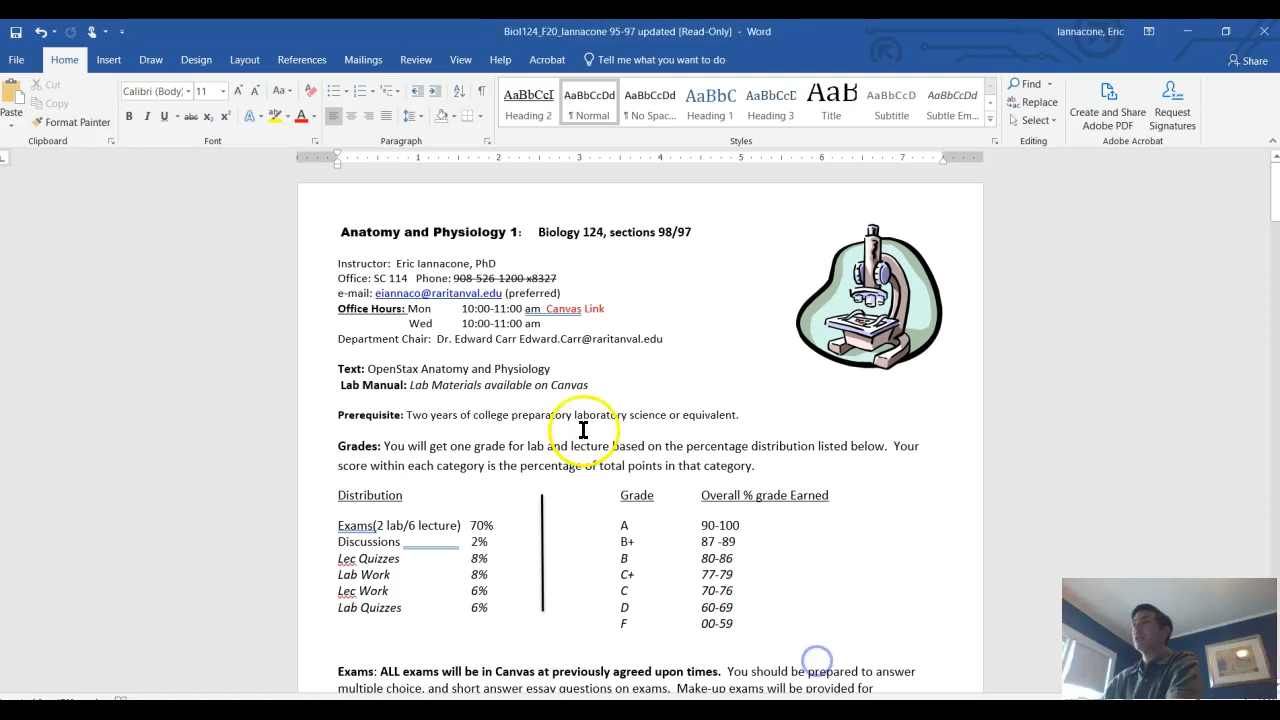 Biol124_F20_Iannacone 95-97 updated [Read-Only] - Word
Iannacone, Eric
File Home Insert Draw Design Layout References Mailings Review View Help Acrobat Tell me what you want to do Share
Cut
Copy
Paste
Format Painter
Clipboard
Calibri (Body) 11
Font
Paragraph
AaBbCcI AaBbCcDd AaBbCcDd AaBbC AaBbCcDd AaB AaBbCcDd AaBbCcDd
Heading 2 ¶ Normal ¶ No Spac... Heading 1 Heading 3 Title Subtitle Subtle Em...
Styles
Find
Replace
Select
Editing
Create and Share Adobe PDF
Request Signatures
Adobe Acrobat
1 2 3 4 5 6 7
Anatomy and Physiology 1: Biology 124, sections 98/97
Instructor: Eric Iannacone, PhD
Office: SC 114 Phone: 908-526-1200 x8327
e-mail: eiannaco@raritanval.edu (preferred)
Office Hours: Mon 10:00-11:00 am Canvas Link
Wed 10:00-11:00 am
Department Chair: Dr. Edward Carr Edward.Carr@raritanval.edu
Text: OpenStax Anatomy and Physiology
Lab Manual: Lab Materials available on Canvas
Prerequisite: Two years of college preparatory laboratory science or equivalent.
Grades: You will get one grade for lab and lecture based on the percentage distribution listed below. Your
score within each category is the percentage of total points in that category.
Distribution Grade Overall % grade Earned
Exams(2 lab/6 lecture) 70% A 90-100
Discussions 2% B+ 87 -89
Lec Quizzes 8% B 80-86
Lab Work 8% C+ 77-79
Lec Work 6% C 70-76
Lab Quizzes 6% D 60-69
F 00-59
Exams: ALL exams will be in Canvas at previously agreed upon times. You should be prepared to answer
multiple choice, and short answer essay questions on exams. Make-up exams will be provided for